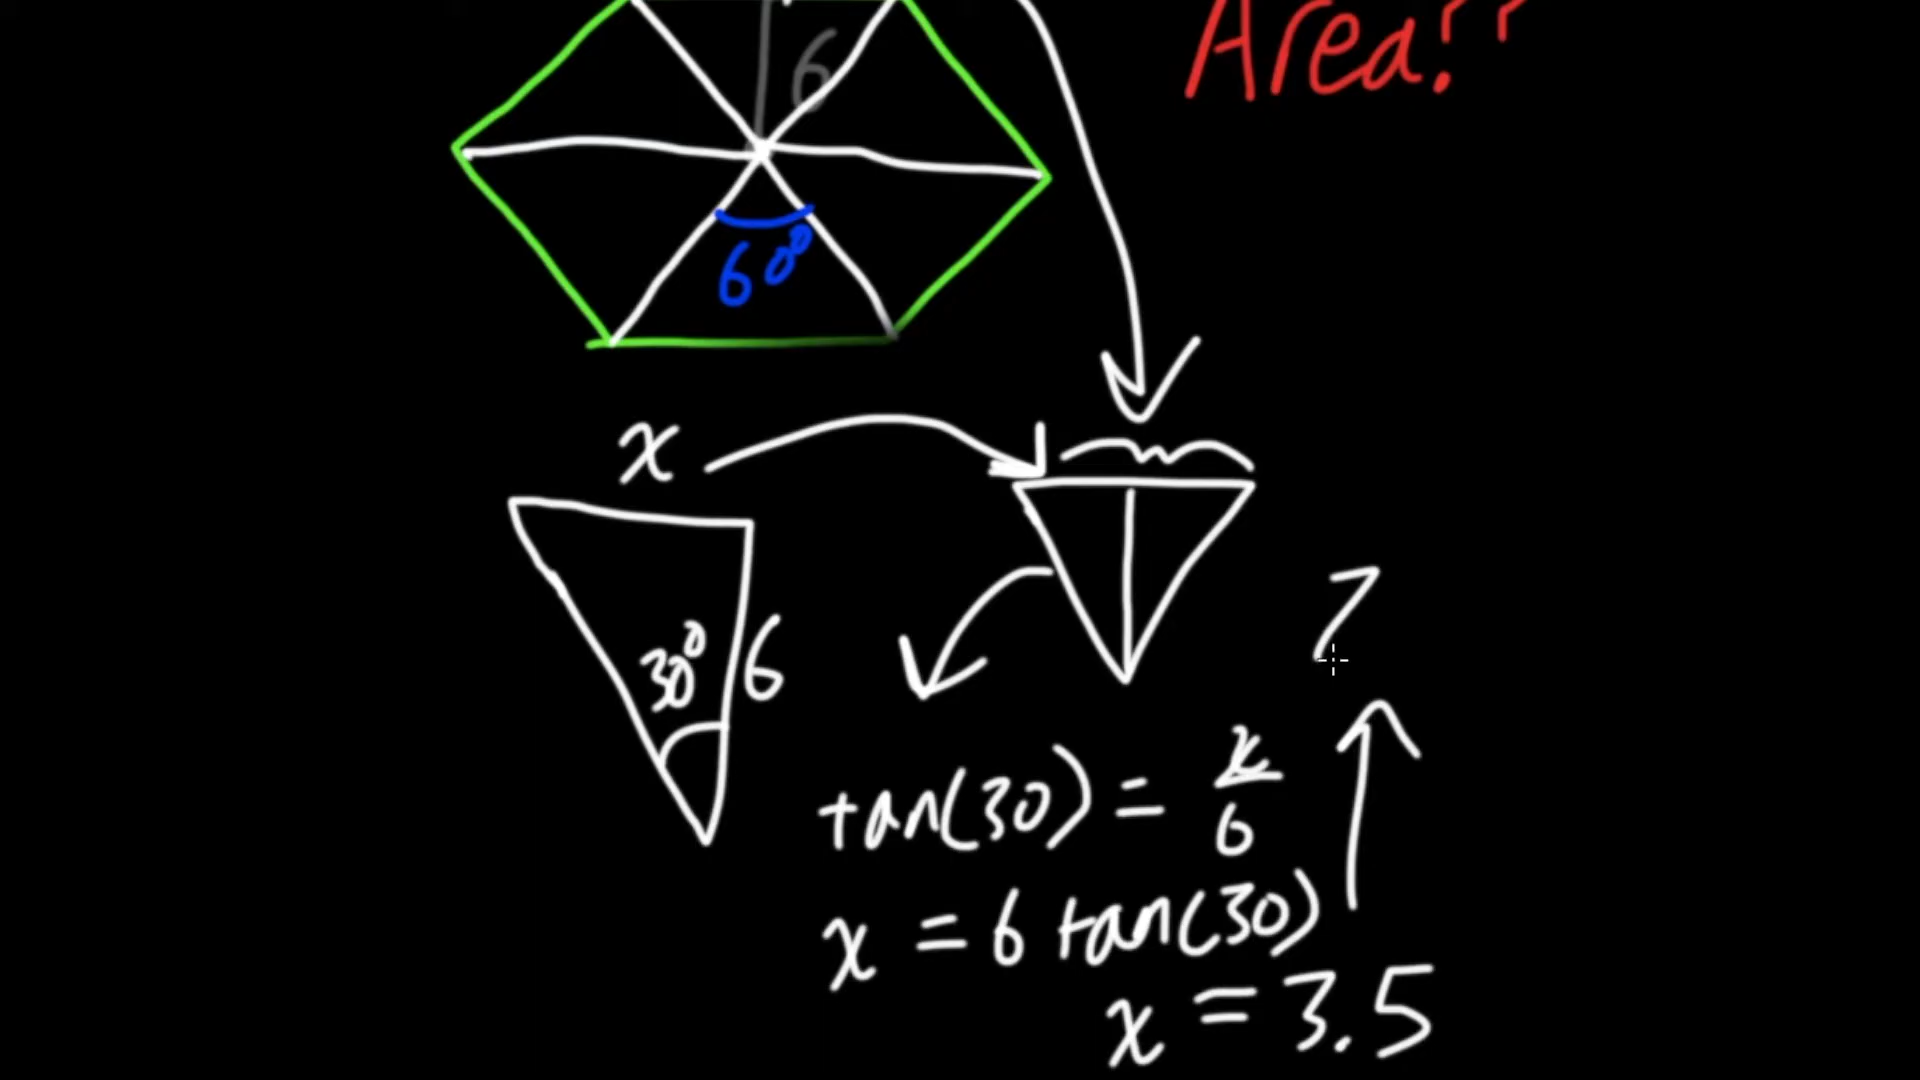 Area??
6
60°
x
30°
6
7
tan(30) = x/6
x = 6 tan(30)
x = 3.5